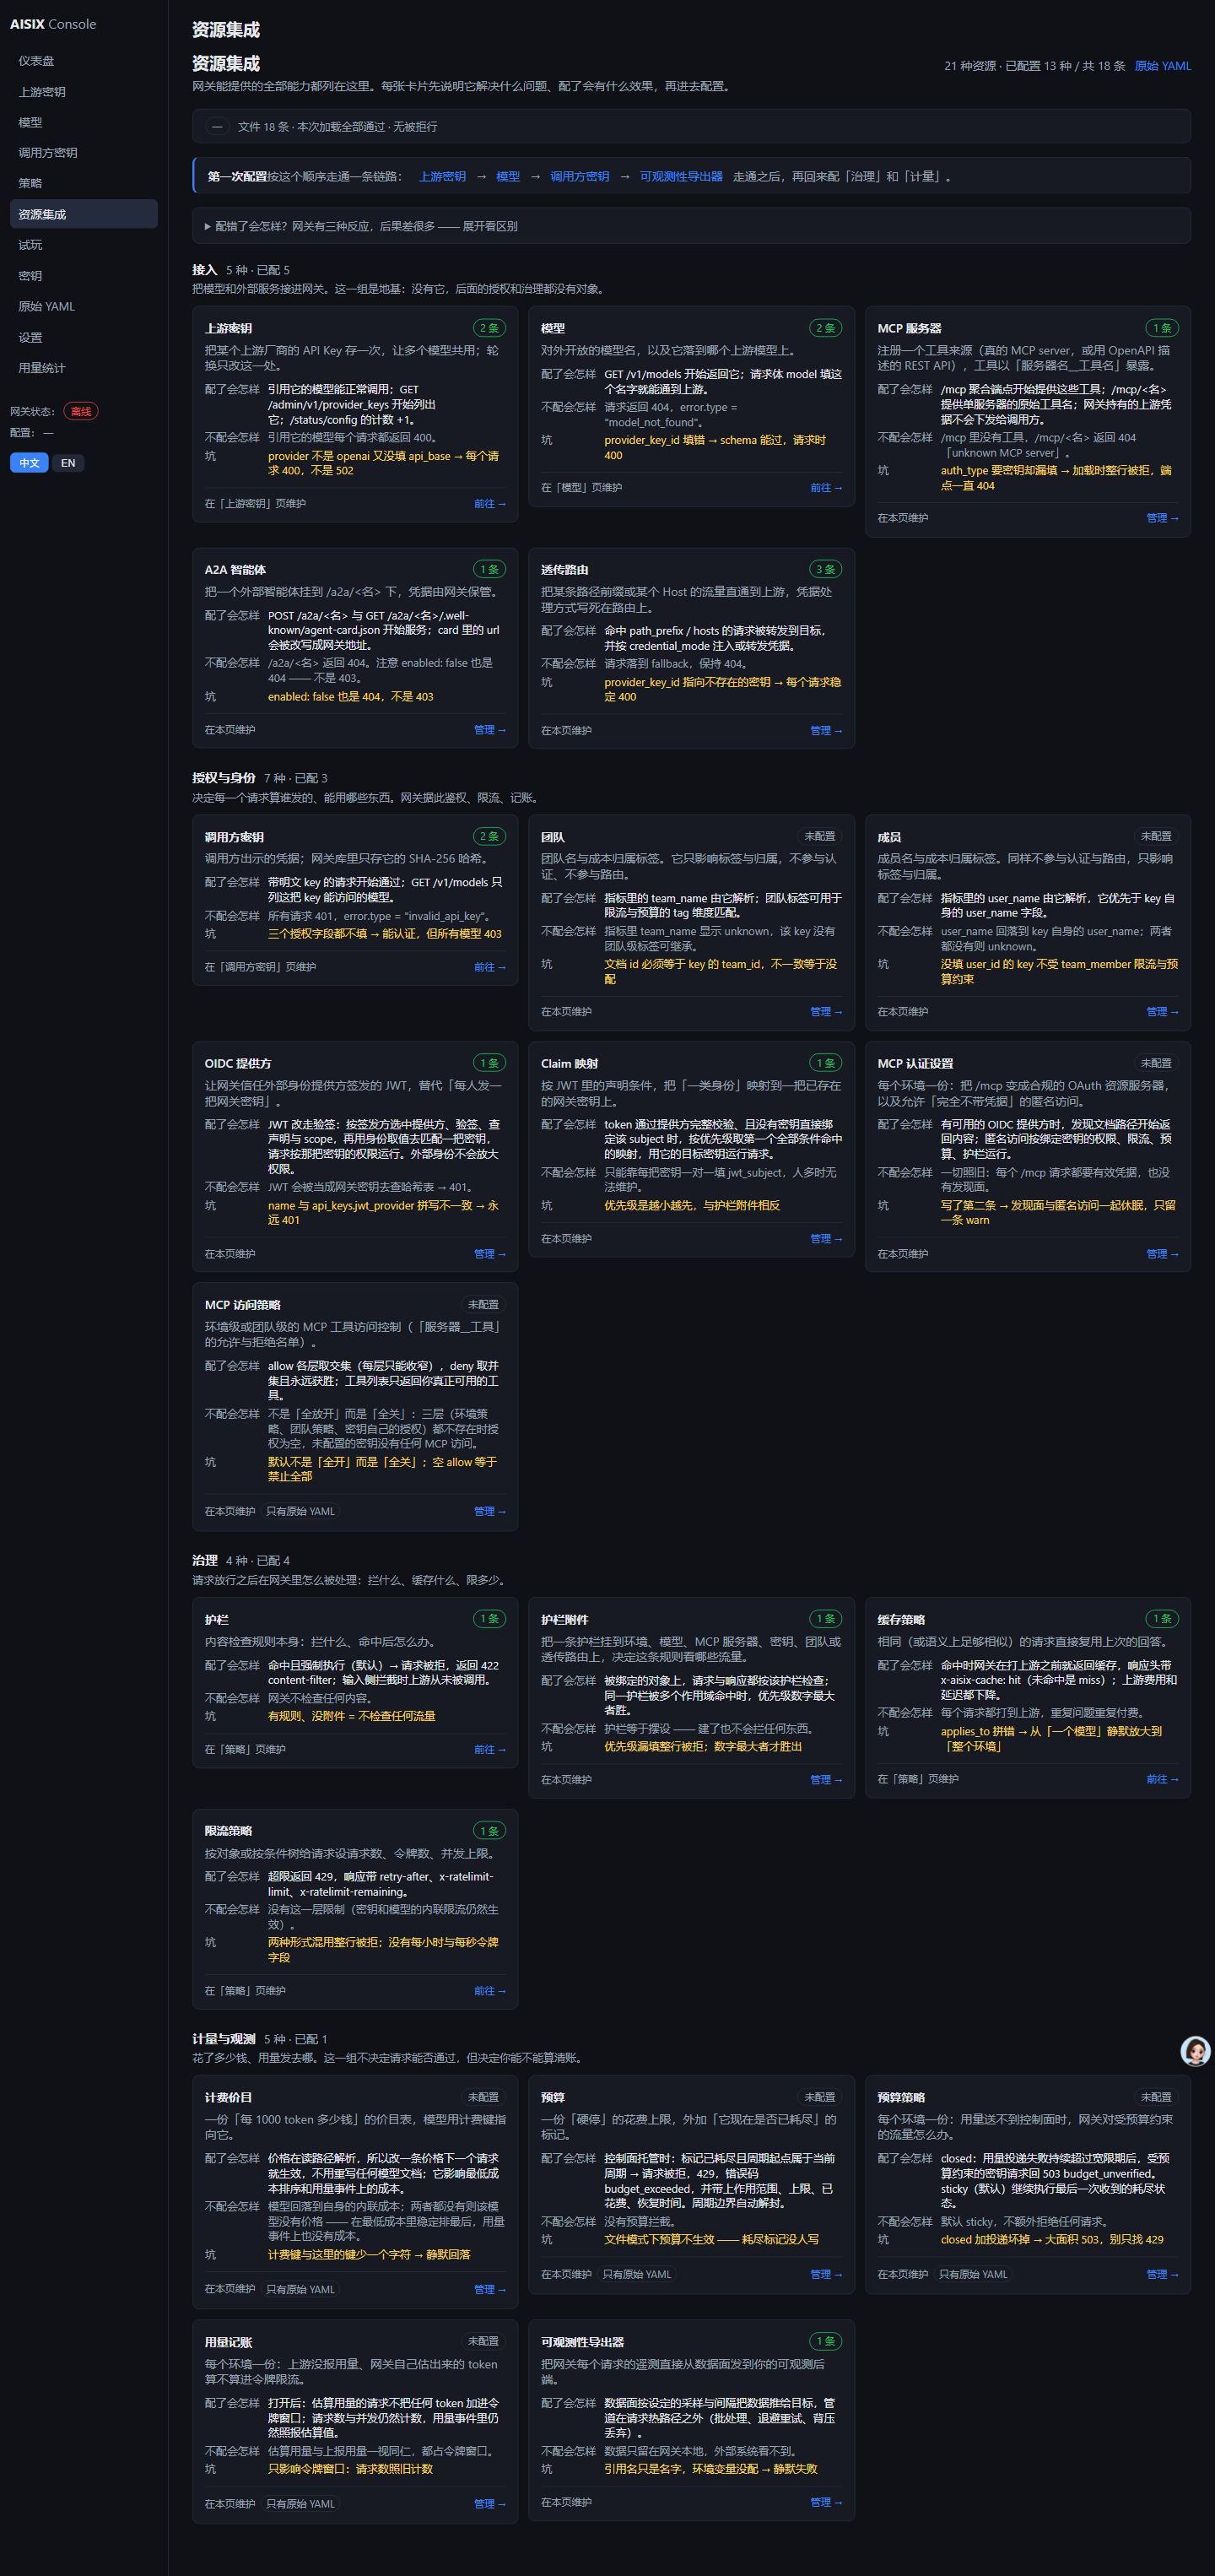 AISIX Console
仪表盘
上游密钥
模型
调用方密钥
策略
资源集成
试玩
密钥
原始 YAML
设置
用量统计
网关状态： 离线
配置： —
中文 EN
资源集成
资源集成
21 种资源 · 已配置 13 种 / 共 18 条 原始 YAML
网关能提供的全部能力都列在这里。每张卡片先说明它解决什么问题、配了会有什么效果，再进去配置。
— 文件 18 条 · 本次加载全部通过 · 无被拒行
第一次配置按这个顺序走通一条链路： 上游密钥 → 模型 → 调用方密钥 → 可观测性导出器 走通之后，再回来配「治理」和「计量」。
▶ 配错了会怎样？网关有三种反应，后果差很多 —— 展开看区别
接入 5 种 · 已配 5
把模型和外部服务接进网关。这一组是地基：没有它，后面的授权和治理都没有对象。
上游密钥 2 条
把某个上游厂商的 API Key 存一次，让多个模型共用；轮
换只改这一处。
配了会怎样 引用它的模型能正常调用；GET
/admin/v1/provider_keys 开始列出
它；/status/config 的计数 +1。
不配会怎样 引用它的模型每个请求都返回 400。
坑 provider 不是 openai 又没填 api_base → 每个请
求 400，不是 502
在「上游密钥」页维护 前往 →
模型 2 条
对外开放的模型名，以及它落到哪个上游模型上。
配了会怎样 GET /v1/models 开始返回它；请求体 model 填这
个名字就能通到上游。
不配会怎样 请求返回 404，error.type =
"model_not_found"。
坑 provider_key_id 填错 → schema 能过，请求时
400
在「模型」页维护 前往 →
MCP 服务器 1 条
注册一个工具来源（真的 MCP server，或用 OpenAPI 描
述的 REST API），工具以「服务器名__工具名」暴露。
配了会怎样 /mcp 聚合端点开始提供这些工具；/mcp/<名>
提供单服务器的原始工具名；网关持有的上游凭
据不会下发给调用方。
不配会怎样 /mcp 里没有工具，/mcp/<名> 返回 404
「unknown MCP server」。
坑 auth_type 要密钥却漏填 → 加载时整行被拒，端
点一直 404
在本页维护 管理 →
A2A 智能体 1 条
把一个外部智能体挂到 /a2a/<名> 下，凭据由网关保管。
配了会怎样 POST /a2a/<名> 与 GET /a2a/<名>/.well-
known/agent-card.json 开始服务；card 里的 url
会被改写成网关地址。
不配会怎样 /a2a/<名> 返回 404。注意 enabled: false 也是
404 —— 不是 403。
坑 enabled: false 也是 404，不是 403
在本页维护 管理 →
透传路由 3 条
把某条路径前缀或某个 Host 的流量直通到上游，凭据处
理方式写死在路由上。
配了会怎样 命中 path_prefix / hosts 的请求被转发到目标，
并按 credential_mode 注入或转发凭据。
不配会怎样 请求落到 fallback，保持 404。
坑 provider_key_id 指向不存在的密钥 → 每个请求稳
定 400
在本页维护 管理 →
授权与身份 7 种 · 已配 3
决定每一个请求算谁发的、能用哪些东西。网关据此鉴权、限流、记账。
调用方密钥 2 条
调用方出示的凭据；网关库里只存它的 SHA-256 哈希。
配了会怎样 带明文 key 的请求开始通过；GET /v1/models 只
列这把 key 能访问的模型。
不配会怎样 所有请求 401，error.type = "invalid_api_key"。
坑 三个授权字段都不填 → 能认证，但所有模型 403
在「调用方密钥」页维护 前往 →
团队 未配置
团队名与成本归属标签。它只影响标签与归属，不参与认
证、不参与路由。
配了会怎样 指标里的 team_name 由它解析；团队标签可用于
限流与预算的 tag 维度匹配。
不配会怎样 指标里 team_name 显示 unknown，该 key 没有
团队级标签可继承。
坑 文档 id 必须等于 key 的 team_id，不一致等于没
配
在本页维护 管理 →
成员 未配置
成员名与成本归属标签。同样不参与认证与路由，只影响
标签与归属。
配了会怎样 指标里的 user_name 由它解析，它优先于 key 自
身的 user_name 字段。
不配会怎样 user_name 回落到 key 自身的 user_name；两者
都没有则 unknown。
坑 没填 user_id 的 key 不受 team_member 限流与预
算约束
在本页维护 管理 →
OIDC 提供方 1 条
让网关信任外部身份提供方签发的 JWT，替代「每人发一
把网关密钥」。
配了会怎样 JWT 改走验签：按签发方选中提供方、验签、查
声明与 scope，再用身份取值去匹配一把密钥，
请求按那把密钥的权限运行。外部身份不会放大
权限。
不配会怎样 JWT 会被当成网关密钥去查哈希表 → 401。
坑 name 与 api_keys.jwt_provider 拼写不一致 → 永
远 401
在本页维护 管理 →
Claim 映射 1 条
按 JWT 里的声明条件，把「一类身份」映射到一把已存在
的网关密钥上。
配了会怎样 token 通过提供方完整校验、且没有密钥直接绑
定该 subject 时，按优先级取第一个全部条件命中
的映射，用它的目标密钥运行请求。
不配会怎样 只能靠每把密钥一对一填 jwt_subject，人多时无
法维护。
坑 优先级是越小越先，与护栏附件相反
在本页维护 管理 →
MCP 认证设置 未配置
每个环境一份：把 /mcp 变成合规的 OAuth 资源服务器，
以及允许「完全不带凭据」的匿名访问。
配了会怎样 有可用的 OIDC 提供方时，发现文档路径开始返
回内容；匿名访问按绑定密钥的权限、限流、预
算、护栏运行。
不配会怎样 一切照旧：每个 /mcp 请求都要有效凭据，也没
有发现面。
坑 写了第二条 → 发现面与匿名访问一起休眠，只留
一条 warn
在本页维护 管理 →
MCP 访问策略 未配置
环境级或团队级的 MCP 工具访问控制（「服务器__工具」
的允许与拒绝名单）。
配了会怎样 allow 各层取交集（每层只能收窄），deny 取并
集且永远获胜；工具列表只返回你真正可用的工
具。
不配会怎样 不是「全放开」而是「全关」：三层（环境策
略、团队策略、密钥自己的授权）都不存在时授
权为空，未配置的密钥没有任何 MCP 访问。
坑 默认不是「全开」而是「全关」；空 allow 等于
禁止全部
在本页维护 只有原始 YAML 管理 →
治理 4 种 · 已配 4
请求放行之后在网关里怎么被处理：拦什么、缓存什么、限多少。
护栏 1 条
内容检查规则本身：拦什么、命中后怎么办。
配了会怎样 命中且强制执行（默认）→ 请求被拒，返回 422
content-filter；输入侧拦截时上游从未被调用。
不配会怎样 网关不检查任何内容。
坑 有规则、没附件 = 不检查任何流量
在「策略」页维护 前往 →
护栏附件 1 条
把一条护栏挂到环境、模型、MCP 服务器、密钥、团队或
透传路由上，决定这条规则看哪些流量。
配了会怎样 被绑定的对象上，请求与响应都按该护栏检查；
同一护栏被多个作用域命中时，优先级数字最大
者胜。
不配会怎样 护栏等于摆设 —— 建了也不会拦任何东西。
坑 优先级漏填整行被拒；数字最大者才胜出
在本页维护 管理 →
缓存策略 1 条
相同（或语义上足够相似）的请求直接复用上次的回答。
配了会怎样 命中时网关在打上游之前就返回缓存，响应头带
x-aisix-cache: hit（未命中是 miss）；上游费用和
延迟都下降。
不配会怎样 每个请求都打到上游，重复问题重复付费。
坑 applies_to 拼错 → 从「一个模型」静默放大到
「整个环境」
在「策略」页维护 前往 →
限流策略 1 条
按对象或按条件树给请求设请求数、令牌数、并发上限。
配了会怎样 超限返回 429，响应带 retry-after、x-ratelimit-
limit、x-ratelimit-remaining。
不配会怎样 没有这一层限制（密钥和模型的内联限流仍然生
效）。
坑 两种形式混用整行被拒；没有每小时与每秒令牌
字段
在「策略」页维护 前往 →
计量与观测 5 种 · 已配 1
花了多少钱、用量发去哪。这一组不决定请求能否通过，但决定你能不能算清账。
计费价目 未配置
一份「每 1000 token 多少钱」的价目表，模型用计费键指
向它。
配了会怎样 价格在读路径解析，所以改一条价格下一个请求
就生效，不用重写任何模型文档；它影响最低成
本排序和用量事件上的成本。
不配会怎样 模型回落到自身的内联成本；两者都没有则该模
型没有价格 —— 在最低成本里稳定排最后，用量
事件上也没有成本。
坑 计费键与这里的键少一个字符 → 静默回落
在本页维护 只有原始 YAML 管理 →
预算 未配置
一份「硬停」的花费上限，外加「它现在是否已耗尽」的
标记。
配了会怎样 控制面托管时：标记已耗尽且周期起点属于当前
周期 → 请求被拒，429，错误码
budget_exceeded，并带上作用范围、上限、已
花费、恢复时间。周期边界自动解封。
不配会怎样 没有预算拦截。
坑 文件模式下预算不生效 —— 耗尽标记没人写
在本页维护 只有原始 YAML 管理 →
预算策略 未配置
每个环境一份：用量送不到控制面时，网关对受预算约束
的流量怎么办。
配了会怎样 closed：用量投递失败持续超过宽限期后，受预
算约束的密钥请求回 503 budget_unverified。
sticky（默认）继续执行最后一次收到的耗尽状
态。
不配会怎样 默认 sticky，不额外拒绝任何请求。
坑 closed 加投递坏掉 → 大面积 503，别只找 429
在本页维护 只有原始 YAML 管理 →
用量记账 未配置
每个环境一份：上游没报用量、网关自己估出来的 token
算不算进令牌限流。
配了会怎样 打开后：估算用量的请求不把任何 token 加进令
牌窗口；请求数与并发仍然计数，用量事件里仍
然照报估算值。
不配会怎样 估算用量与上报用量一视同仁，都占令牌窗口。
坑 只影响令牌窗口：请求数照旧计数
在本页维护 只有原始 YAML 管理 →
可观测性导出器 1 条
把网关每个请求的遥测直接从数据面发到你的可观测后
端。
配了会怎样 数据面按设定的采样与间隔把数据推给目标，管
道在请求热路径之外（批处理、退避重试、背压
丢弃）。
不配会怎样 数据只留在网关本地，外部系统看不到。
坑 引用名只是名字，环境变量没配 → 静默失败
在本页维护 管理 →